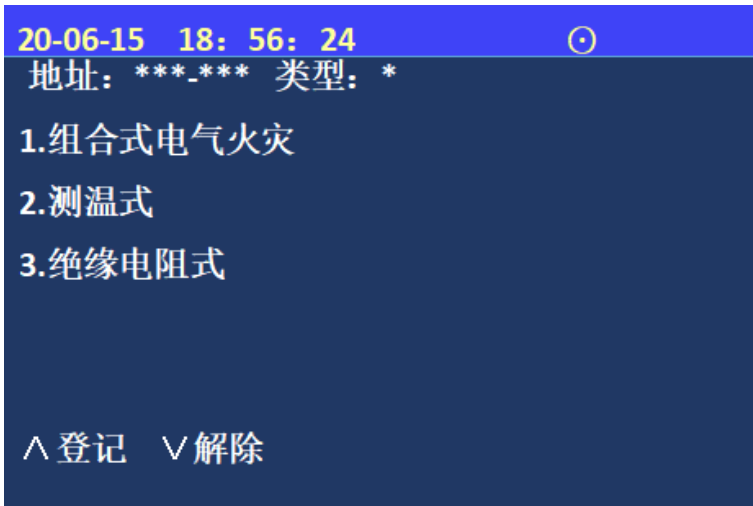 20-06-15 18：56：24 ⊙
地址：***-*** 类型：*
1.组合式电气火灾
2.测温式
3.绝缘电阻式
∧登记 ∨解除